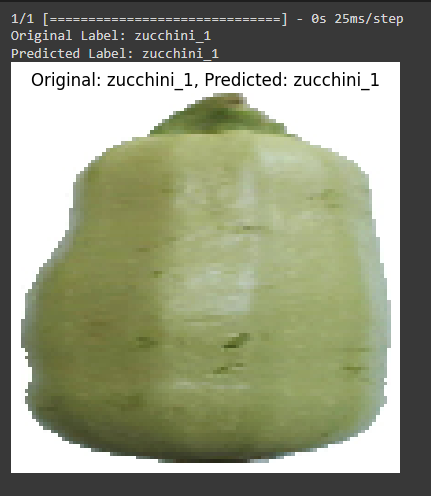 1/1 [==============================] - 0s 25ms/step
Original Label: zucchini_1
Predicted Label: zucchini_1
Original: zucchini_1, Predicted: zucchini_1